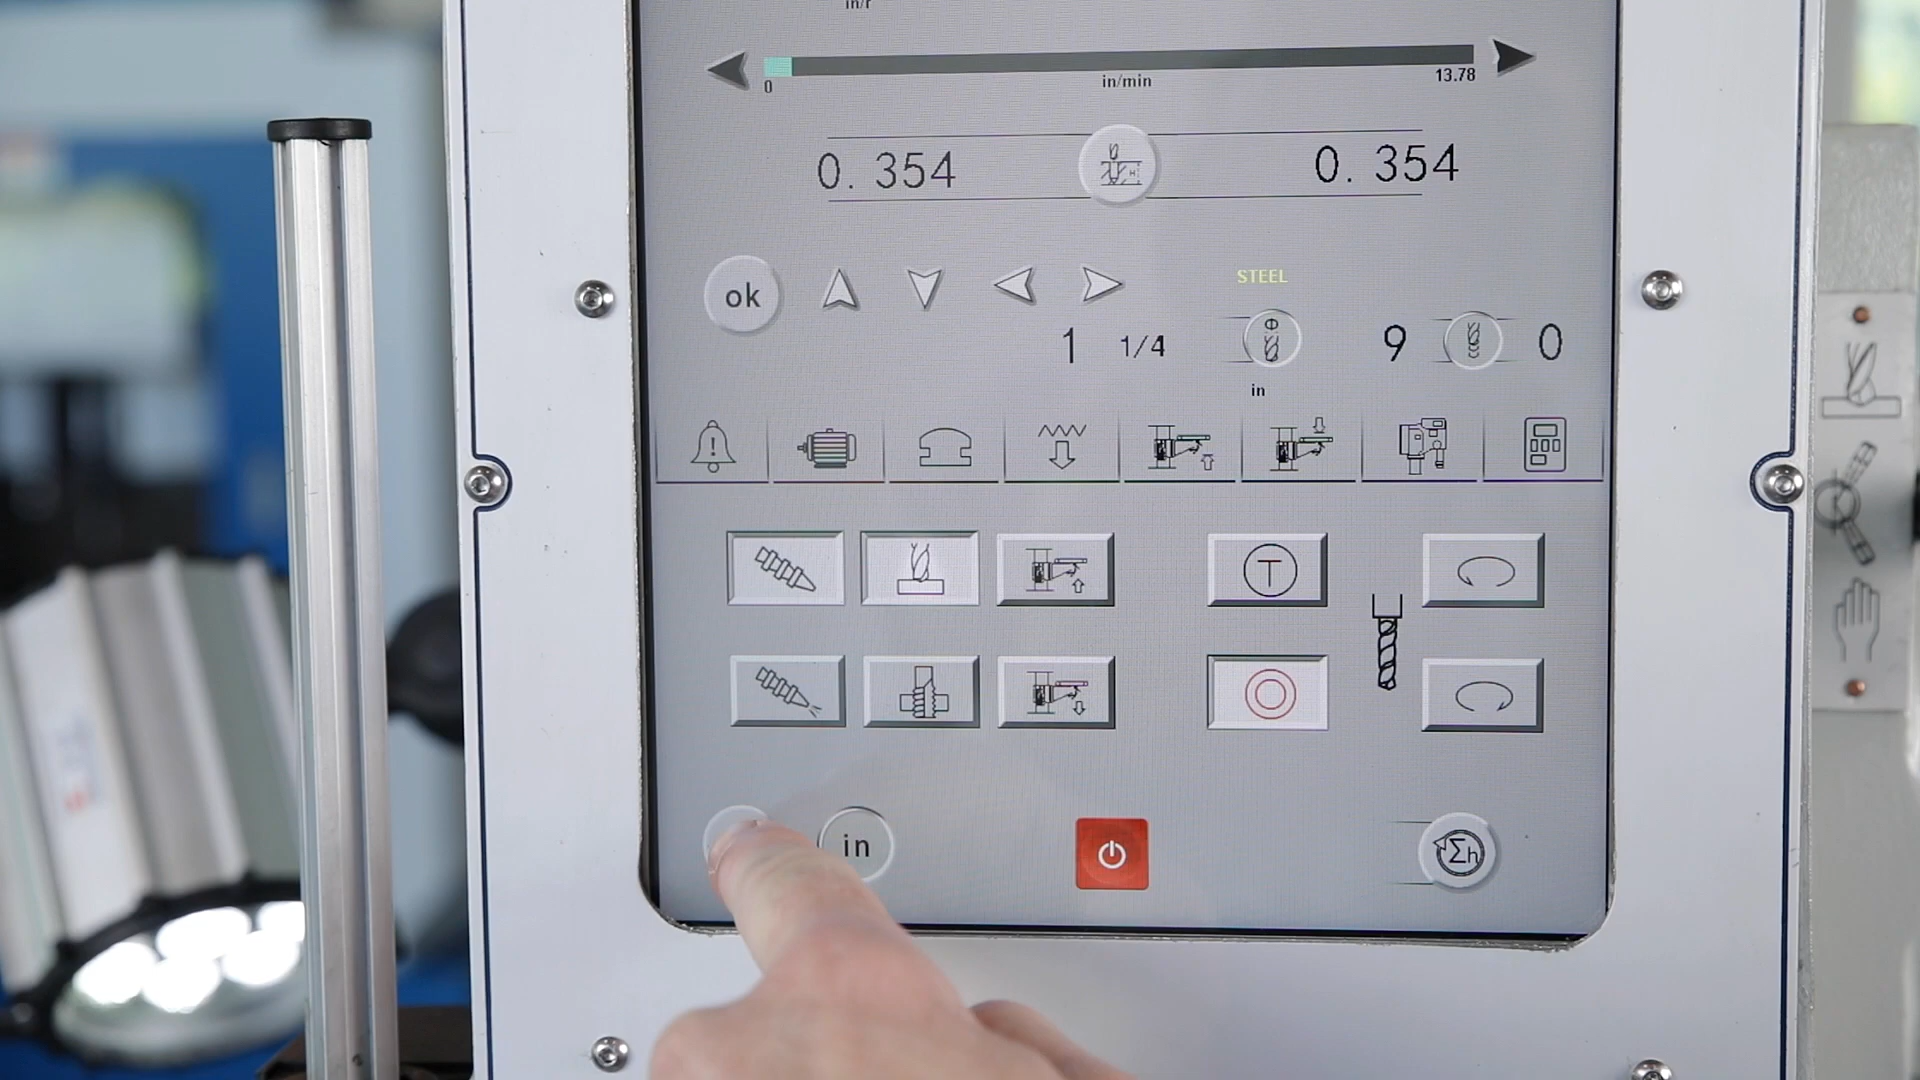 in/r
0 in/min 13.78
0.354 0.354
ok STEEL
1 1/4 9 0
in
T
in Σh